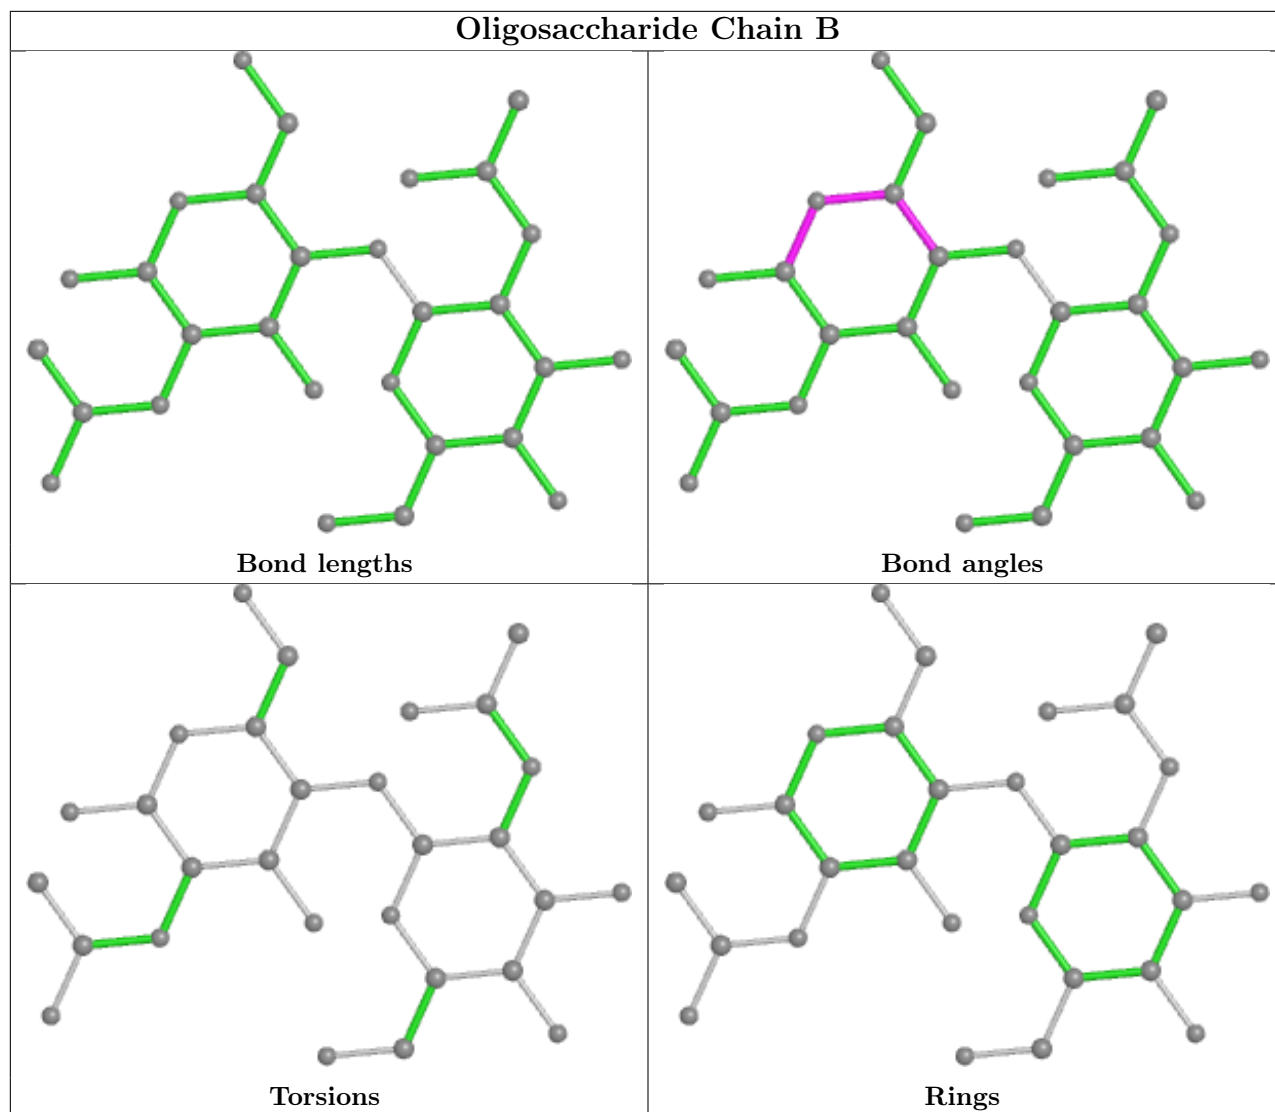 Oligosaccharide Chain B
Bond lengths
Bond angles
Torsions
Rings